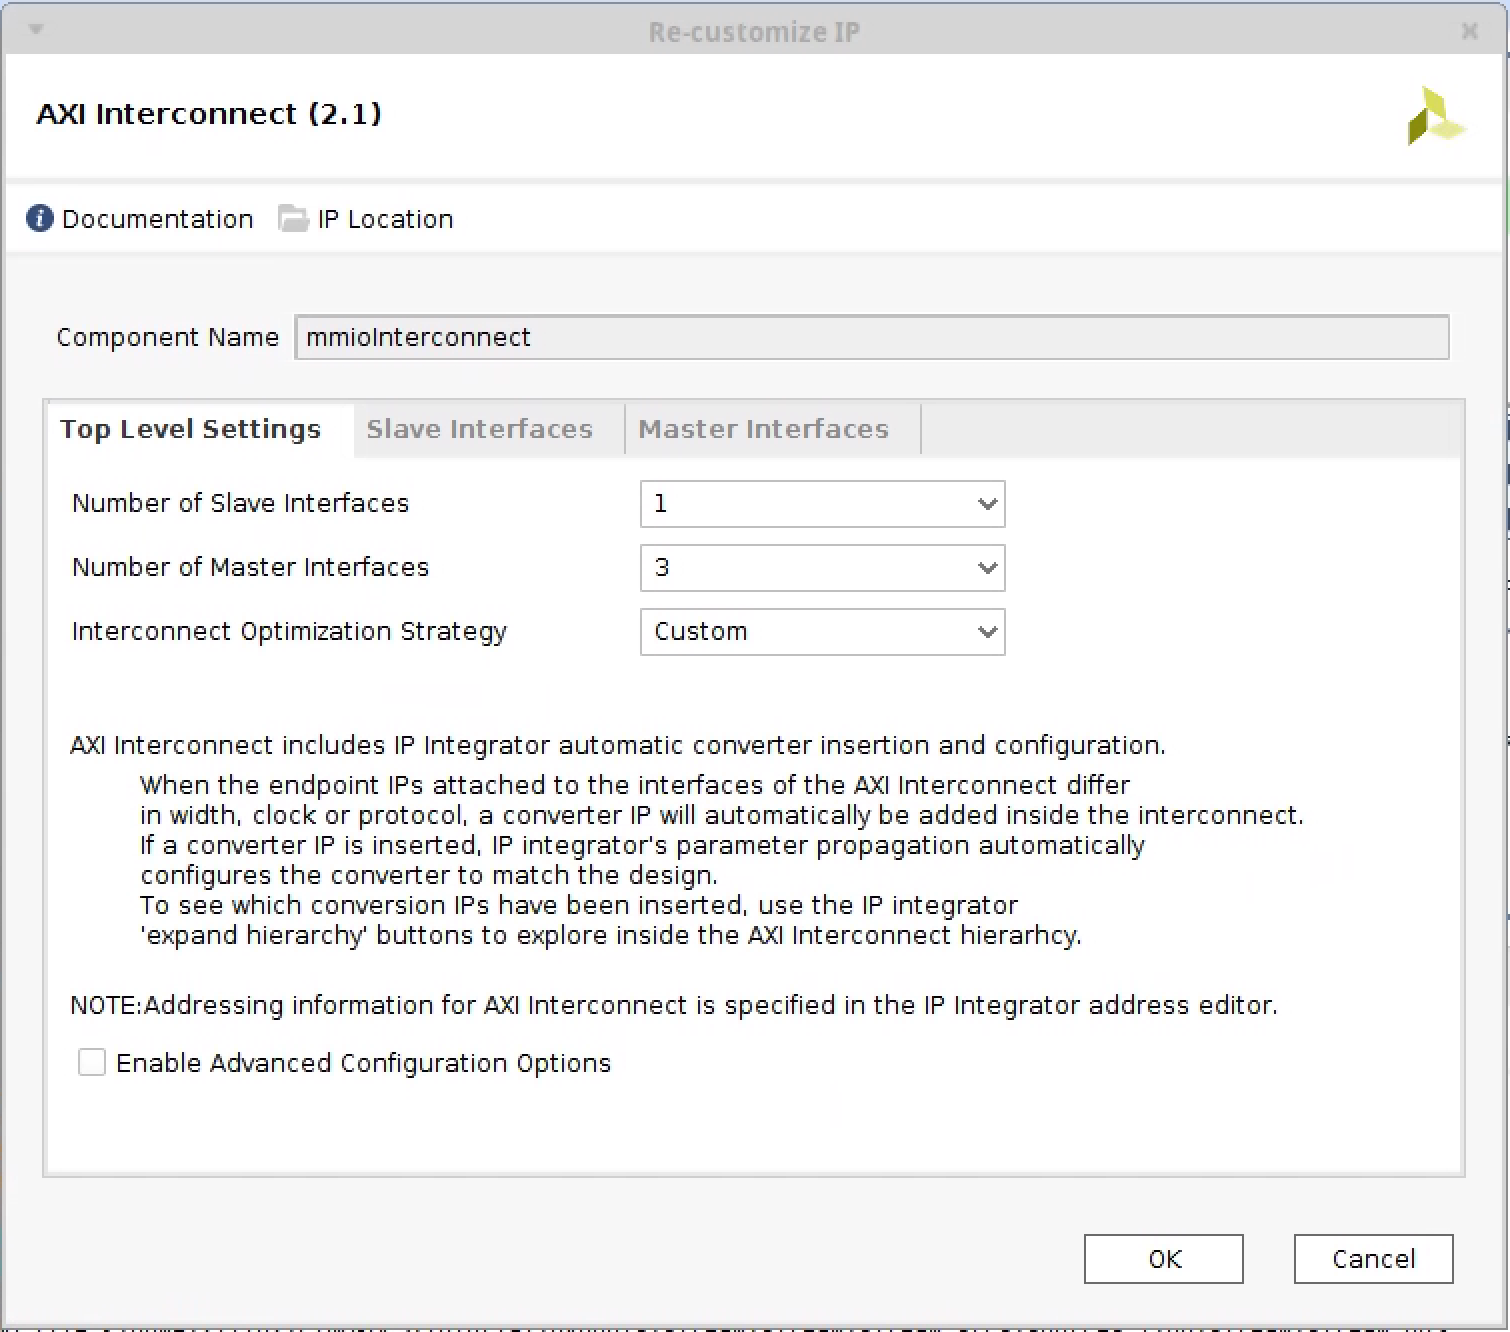 Re-customize IP
AXI Interconnect (2.1)
Documentation IP Location
Component Name mmioInterconnect
Top Level Settings Slave Interfaces Master Interfaces
Number of Slave Interfaces 1
Number of Master Interfaces 3
Interconnect Optimization Strategy Custom
AXI Interconnect includes IP Integrator automatic converter insertion and configuration.
When the endpoint IPs attached to the interfaces of the AXI Interconnect differ
in width, clock or protocol, a converter IP will automatically be added inside the interconnect.
If a converter IP is inserted, IP integrator's parameter propagation automatically
configures the converter to match the design.
To see which conversion IPs have been inserted, use the IP integrator
'expand hierarchy' buttons to explore inside the AXI Interconnect hierarhcy.
NOTE:Addressing information for AXI Interconnect is specified in the IP Integrator address editor.
Enable Advanced Configuration Options
OK Cancel